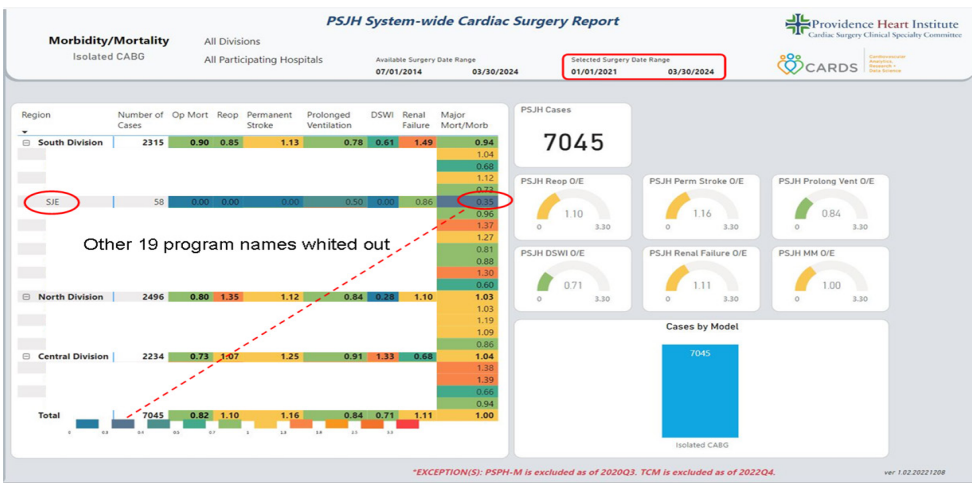 PSJH System-wide Cardiac Surgery Report
Providence Heart Institute
Cardiac Surgery Clinical Specialty Committee
Morbidity/Mortality
All Divisions
Isolated CABG
All Participating Hospitals
Available Surgery Date Range
07/01/2014 03/30/2024
Selected Surgery Date Range
01/01/2021 03/30/2024
CARDS
Cardiovascular
Analytics
Research +
Data Science
Region Number of Cases Op Mort Reop Permanent Stroke Prolonged Ventilation DSWI Renal Failure Major Mort/Morb
South Division 2315 0.90 0.85 1.13 0.78 0.61 1.49 0.94
1.04
0.68
1.12
0.73
SJE 58 0.00 0.00 0.00 0.50 0.00 0.86 0.35
0.96
1.37
1.27
Other 19 program names whited out
0.81
0.88
1.30
0.60
North Division 2496 0.80 1.35 1.12 0.84 0.28 1.10 1.03
1.03
1.19
1.09
0.86
Central Division 2234 0.73 1.07 1.25 0.91 1.33 0.68 1.04
1.38
1.39
0.66
0.94
Total 7045 0.82 1.10 1.16 0.84 0.71 1.11 1.00
PSJH Cases
7045
PSJH Reop O/E
1.10
0 3.30
PSJH Perm Stroke O/E
1.16
0 3.30
PSJH Prolong Vent O/E
0.84
0 3.30
PSJH DSWI O/E
0.71
0 3.30
PSJH Renal Failure O/E
1.11
0 3.30
PSJH MM O/E
1.00
0 3.30
Cases by Model
7045
Isolated CABG
*EXCEPTION(S): PSPH-M is excluded as of 2020Q3. TCM is excluded as of 2022Q4.
ver 1.02.20221208